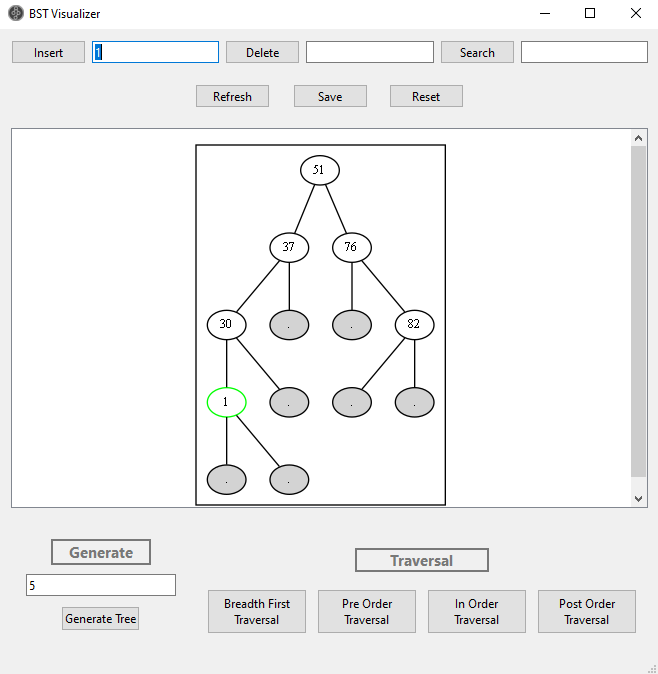 BST Visualizer
Insert 1 Delete Search
Refresh Save Reset
51
37 76
30 . . 82
1 . . .
. .
Generate
Traversal
5
Breadth First Traversal
Pre Order Traversal
In Order Traversal
Post Order Traversal
Generate Tree